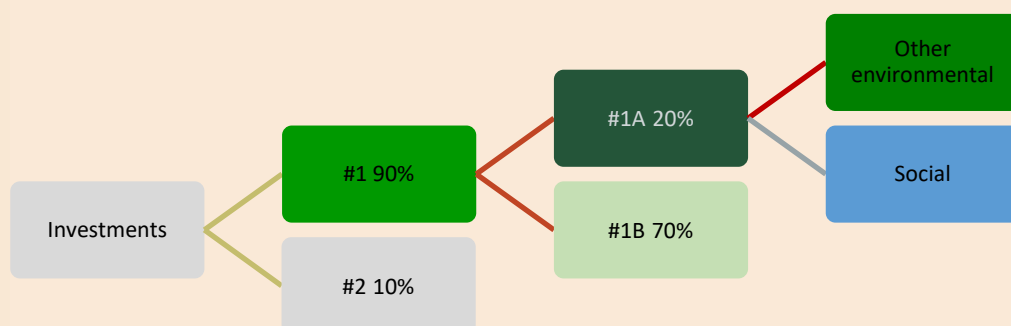 Investments
#1 90%
#2 10%
#1A 20%
#1B 70%
Other
environmental
Social